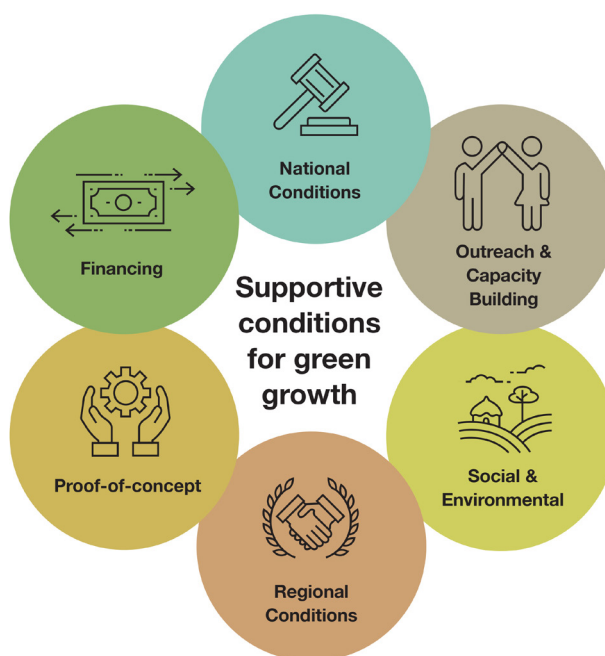 National
Conditions
Outreach &
Capacity
Building
Financing
Supportive
conditions
for green
growth
Social &
Environmental
Proof-of-concept
Regional
Conditions